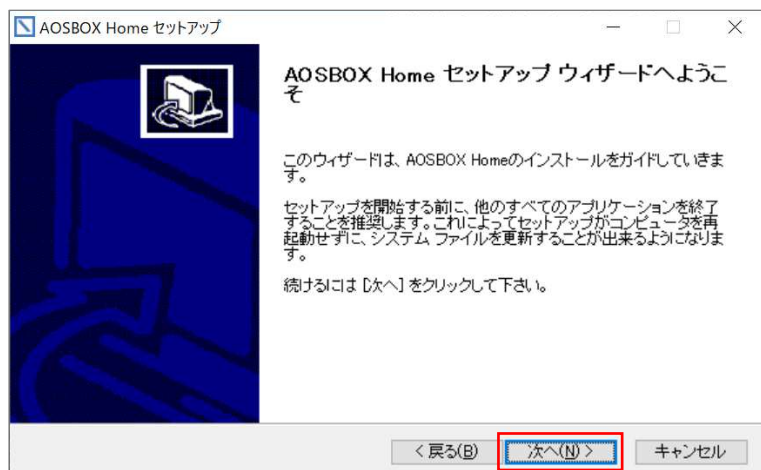 AOSBOX Home セットアップ
AOSBOX Home セットアップ ウィザードへようこ
そ
このウィザードは、AOSBOX Homeのインストールをガイドしていきま
す。
セットアップを開始する前に、他のすべてのアプリケーションを終了
することを推奨します。これによってセットアップがコンピュータを再
起動せずに、システム ファイルを更新することが出来るようになりま
す。
続けるには [次へ] をクリックして下さい。
< 戻る(B)
次へ(N) >
キャンセル